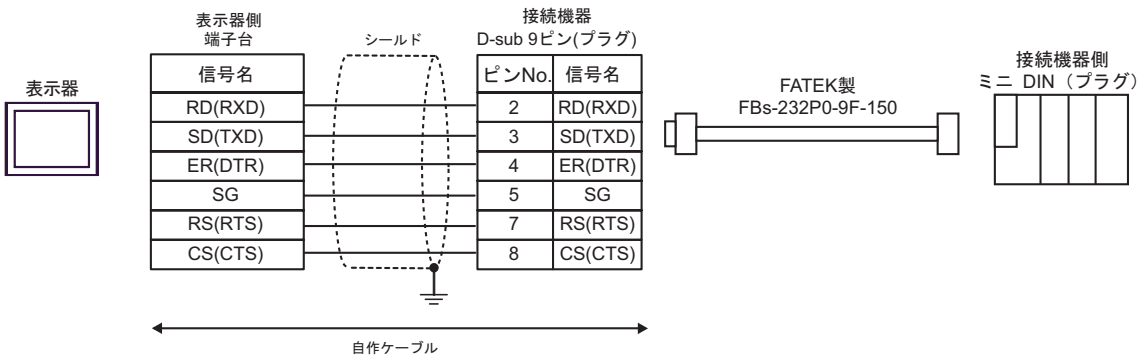 表示器
表示器側
端子台
シールド
接続機器
D-sub 9ピン(プラグ)
信号名
ピンNo. 信号名
RD(RXD) 2 RD(RXD)
SD(TXD) 3 SD(TXD)
ER(DTR) 4 ER(DTR)
SG 5 SG
RS(RTS) 7 RS(RTS)
CS(CTS) 8 CS(CTS)
自作ケーブル
FATEK製
FBs-232P0-9F-150
接続機器側
ミニ DIN（プラグ）